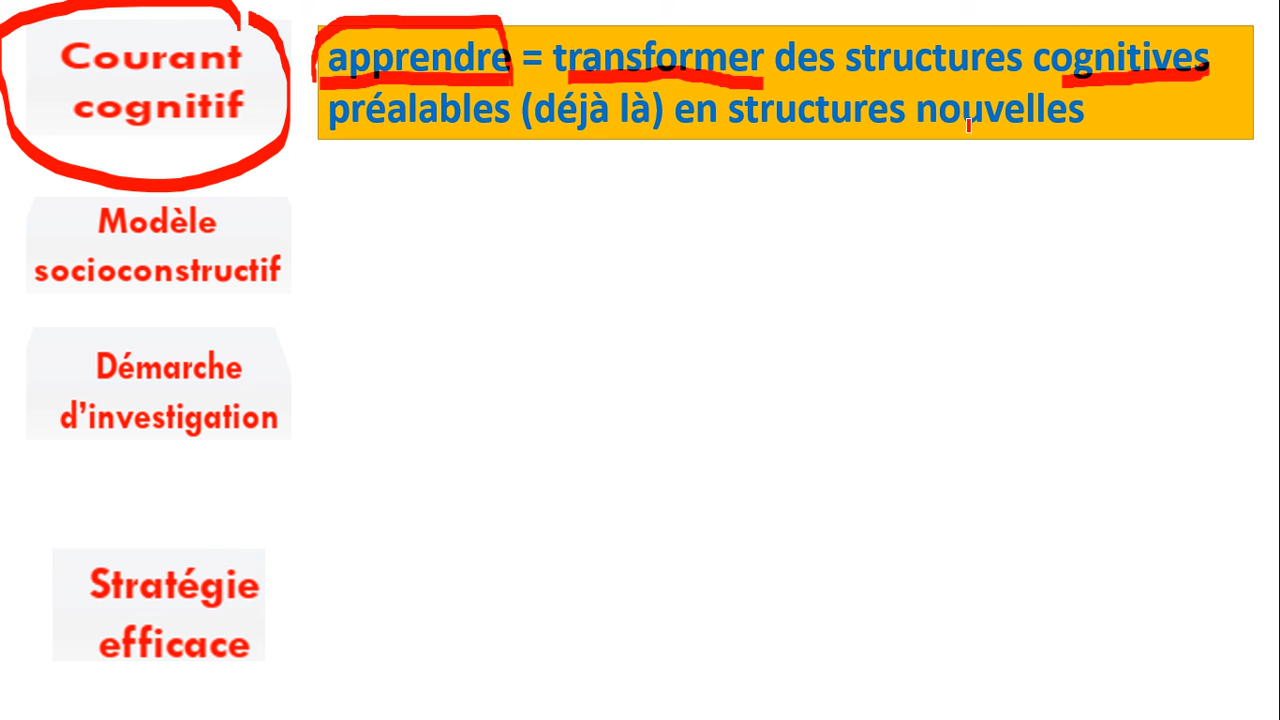 Courant
cognitif
apprendre = transformer des structures cognitives
préalables (déjà là) en structures nouvelles
Modèle
socioconstructif
Démarche
d'investigation
Stratégie
efficace